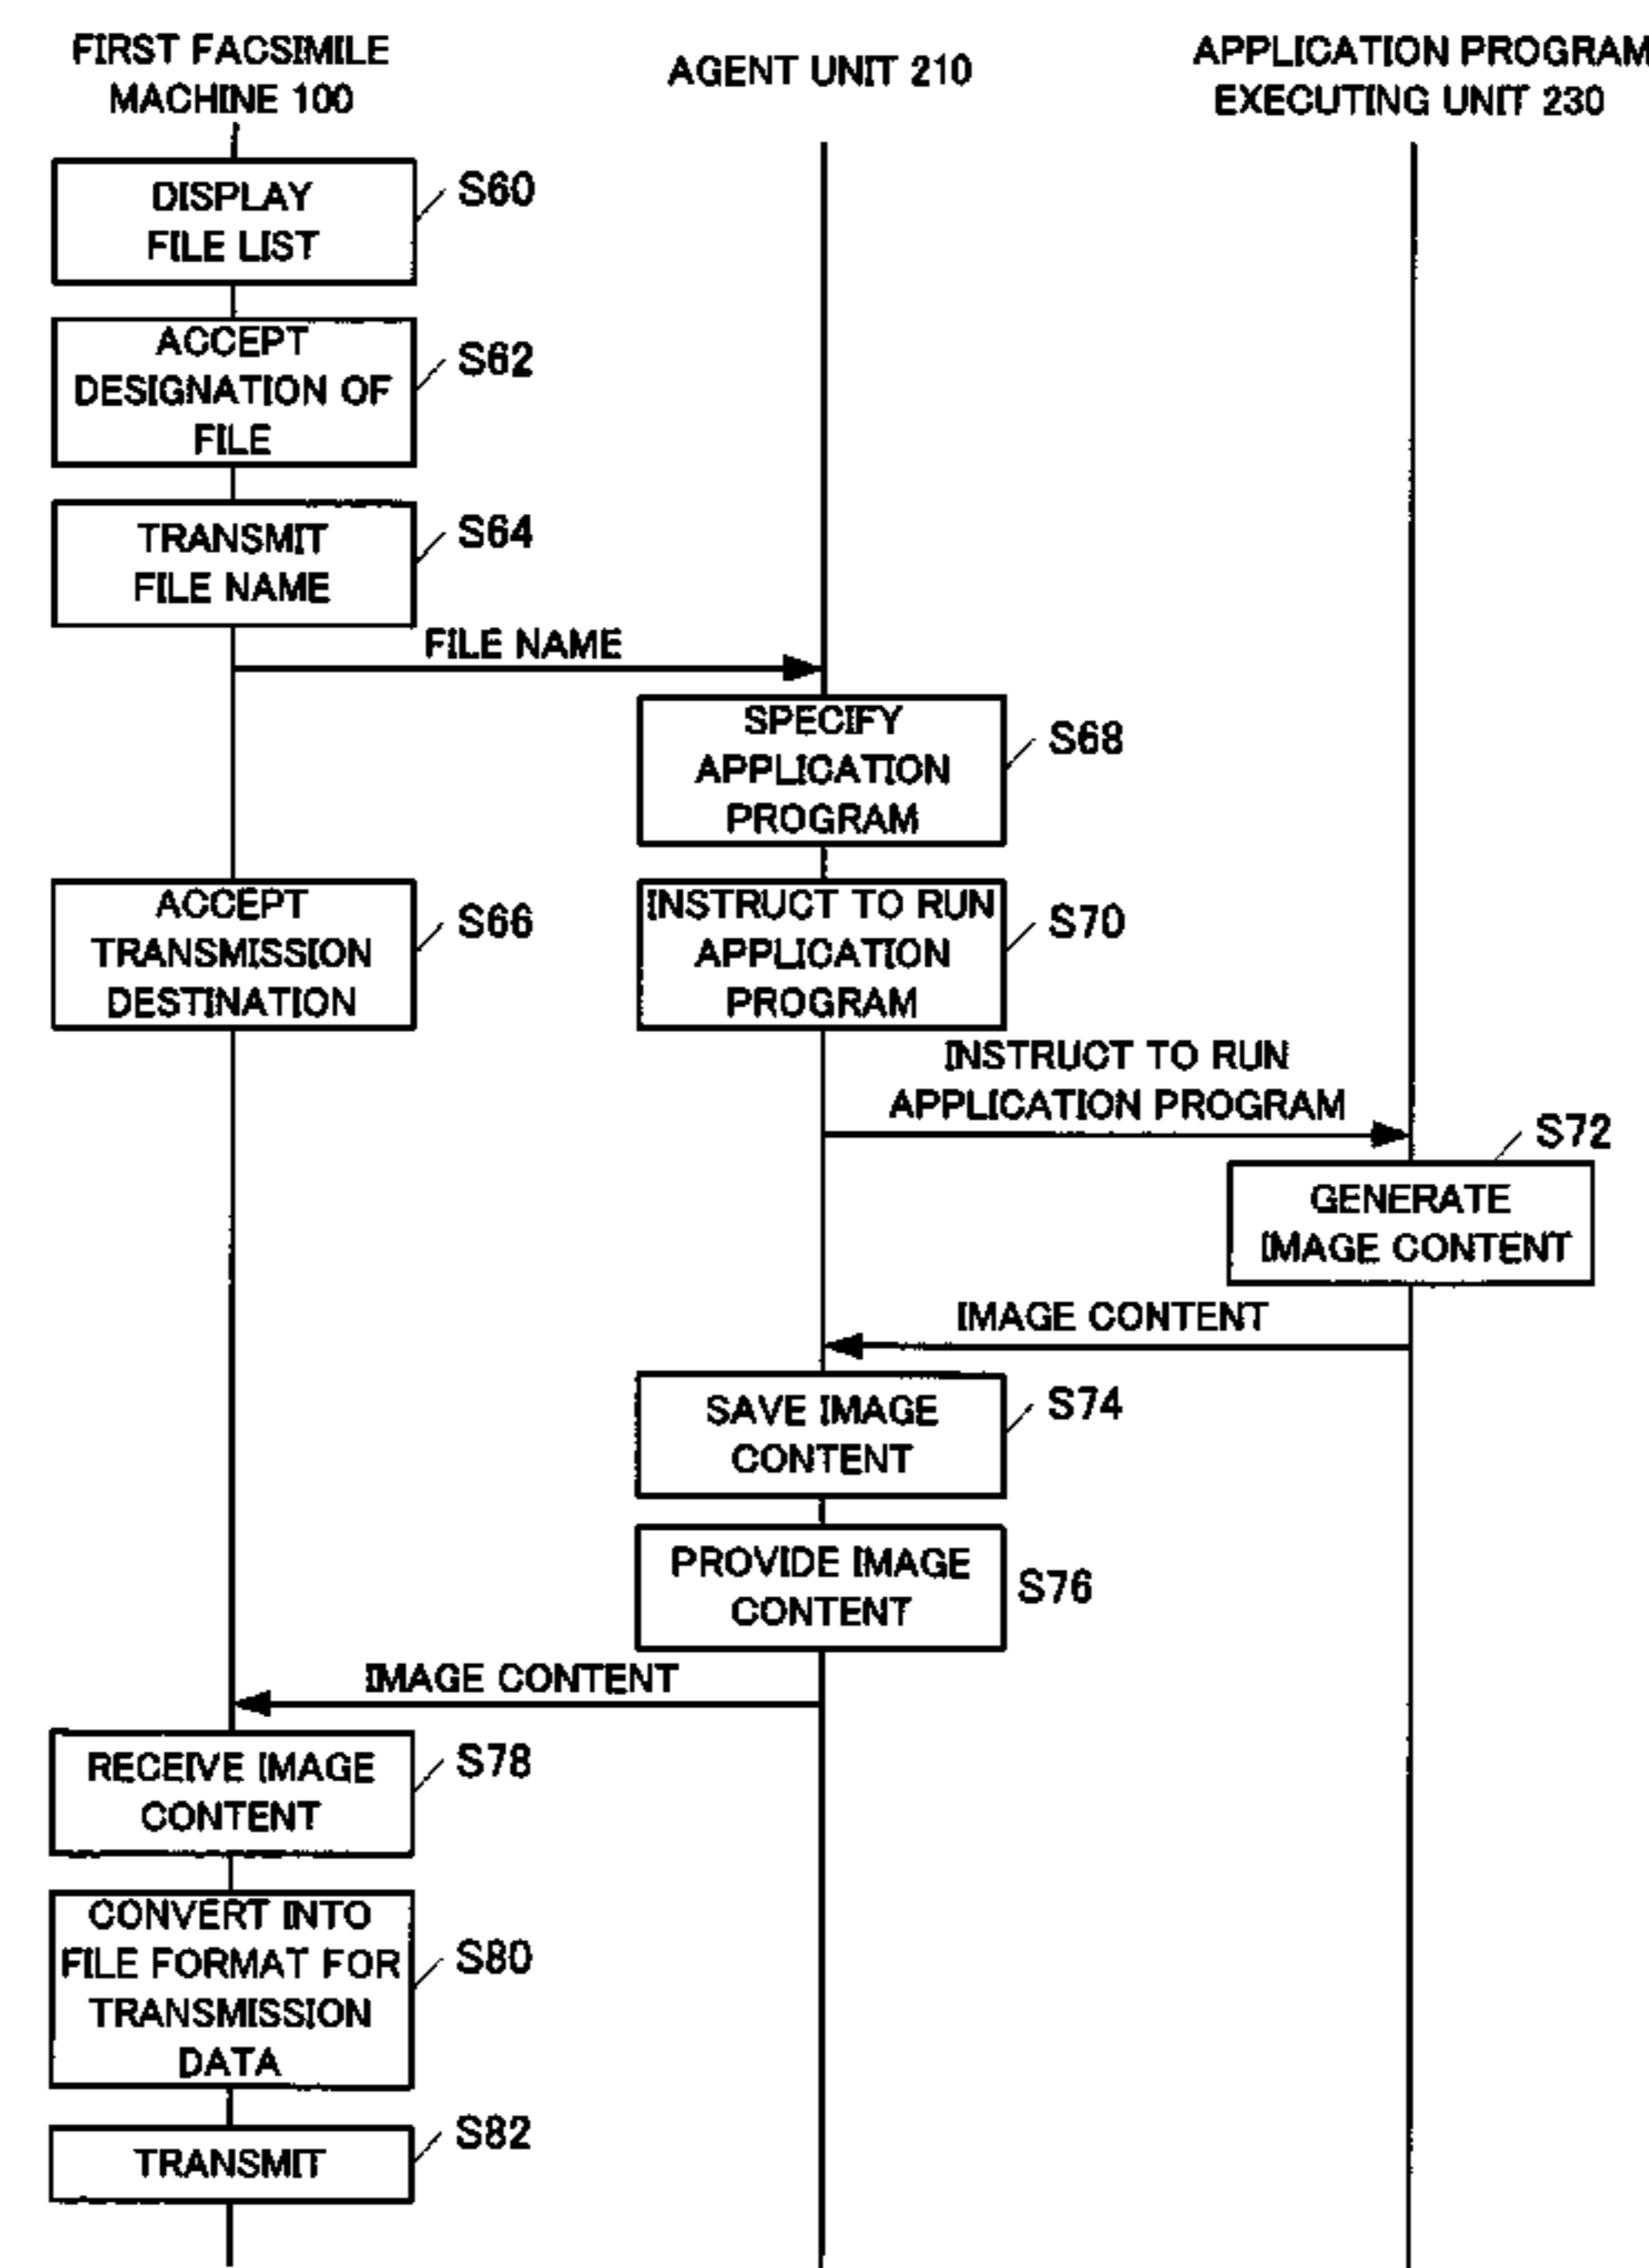 FIRST FACSIMILE
MACHINE 100
AGENT UNIT 210
APPLICATION PROGRAM
EXECUTING UNIT 230
DISPLAY
FILE LIST
S60
ACCEPT
DESIGNATION OF
FILE
S62
TRANSMIT
FILE NAME
S64
FILE NAME
SPECIFY
APPLICATION
PROGRAM
S68
ACCEPT
TRANSMISSION
DESTINATION
S66
INSTRUCT TO RUN
APPLICATION
PROGRAM
S70
INSTRUCT TO RUN
APPLICATION PROGRAM
S72
GENERATE
IMAGE CONTENT
IMAGE CONTENT
SAVE IMAGE
CONTENT
S74
PROVIDE IMAGE
CONTENT
S76
IMAGE CONTENT
RECEIVE IMAGE
CONTENT
S78
CONVERT INTO
FILE FORMAT FOR
TRANSMISSION
DATA
S80
TRANSMIT
S82